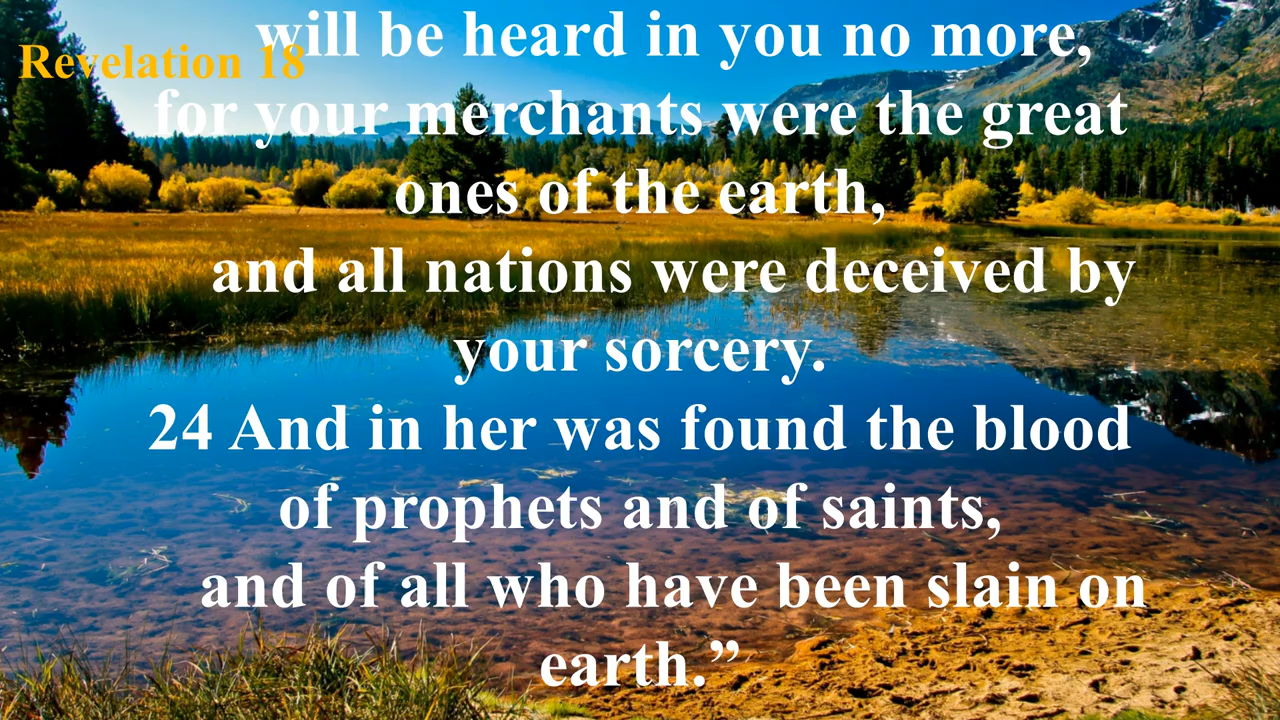 will be heard in you no more,
Revelation 18
for your merchants were the great
ones of the earth,
and all nations were deceived by
your sorcery.
24 And in her was found the blood
of prophets and of saints,
and of all who have been slain on
earth.”